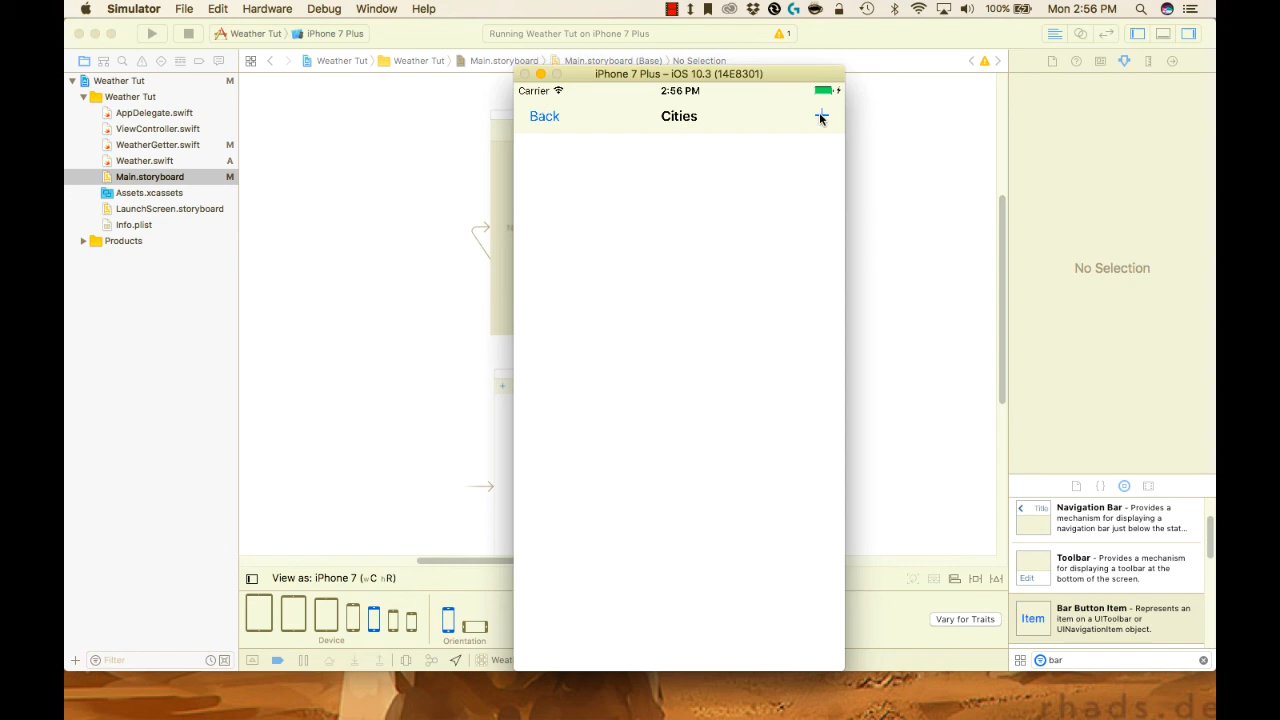 Simulator File Edit Hardware Debug Window Help 100% Mon 2:56 PM
Weather Tut iPhone 7 Plus Running Weather Tut on iPhone 7 Plus 1
Weather Tut Weather Tut Main.storyboard Main.storyboard (Base) No Selection
Weather Tut M
Weather Tut
AppDelegate.swift
ViewController.swift
WeatherGetter.swift M
Weather.swift A
Main.storyboard M
Assets.xcassets
LaunchScreen.storyboard
Info.plist
Products
Filter
iPhone 7 Plus – iOS 10.3 (14E8301)
Carrier 2:56 PM
Back Cities +
View as: iPhone 7 (wC hR)
Device
Orientation
Vary for Traits
Weat
No Selection
Title
Navigation Bar - Provides a
mechanism for displaying a
navigation bar just below the stat...
Edit
Toolbar - Provides a mechanism
for displaying a toolbar at the
bottom of the screen.
Item
Bar Button Item - Represents an
item on a UIToolbar or
UINavigationItem object.
bar
rhads.de